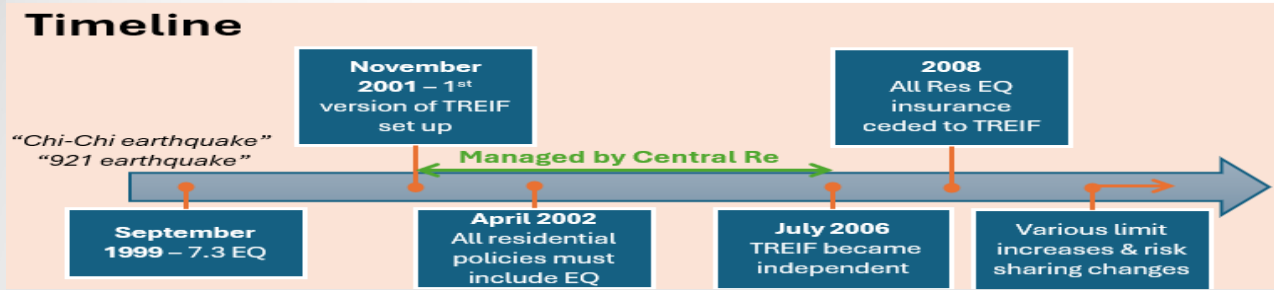 Timeline
November
2001 – 1st
version of TREIF
set up
2008
All Res EQ
insurance
ceded to TREIF
“Chi-Chi earthquake”
“921 earthquake”
Managed by Central Re
September
1999 – 7.3 EQ
April 2002
All residential
policies must
include EQ
July 2006
TREIF became
independent
Various limit
increases & risk
sharing changes